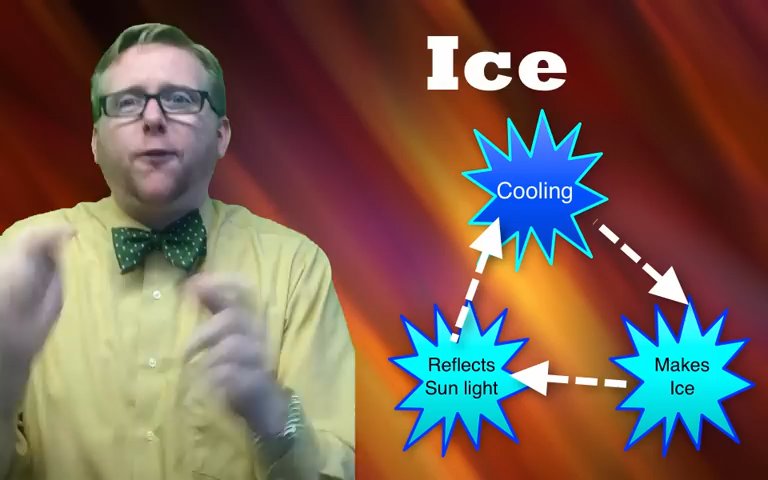 Ice
Cooling
Reflects
Sun light
Makes
Ice